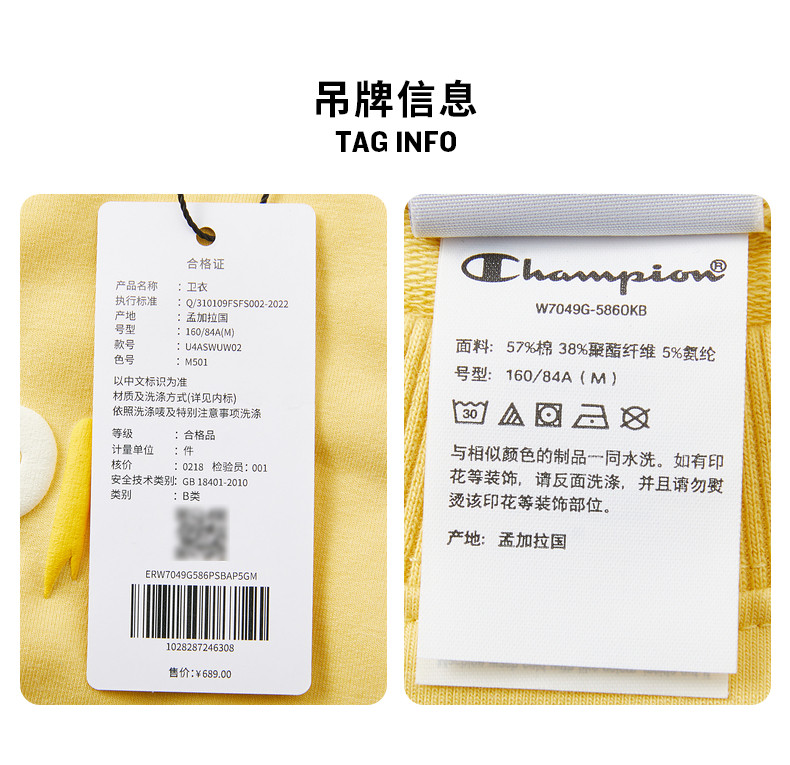 吊牌信息
TAG INFO
合格证
产品名称 : 卫衣
执行标准 : Q/310109FSFS002-2022
产地 : 孟加拉国
号型 : 160/84A(M)
款号 : U4ASWUW02
色号 : M501
以中文标识为准
材质及洗涤方式(详见内标)
依照洗涤唛及特别注意事项洗涤
等级 : 合格品
计量单位 : 件
核价 : 0218 检验员: 001
安全技术类别: GB 18401-2010
类别 : B类
ERW7049G586PSBAP5GM
1028287246308
售价:¥689.00
Champion®
W7049G-5860KB
面料: 57%棉 38%聚酯纤维 5%氨纶
号型: 160/84A (M)
30
与相似颜色的制品一同水洗。如有印
花等装饰，请反面洗涤，并且请勿熨
烫该印花等装饰部位。
产地: 孟加拉国